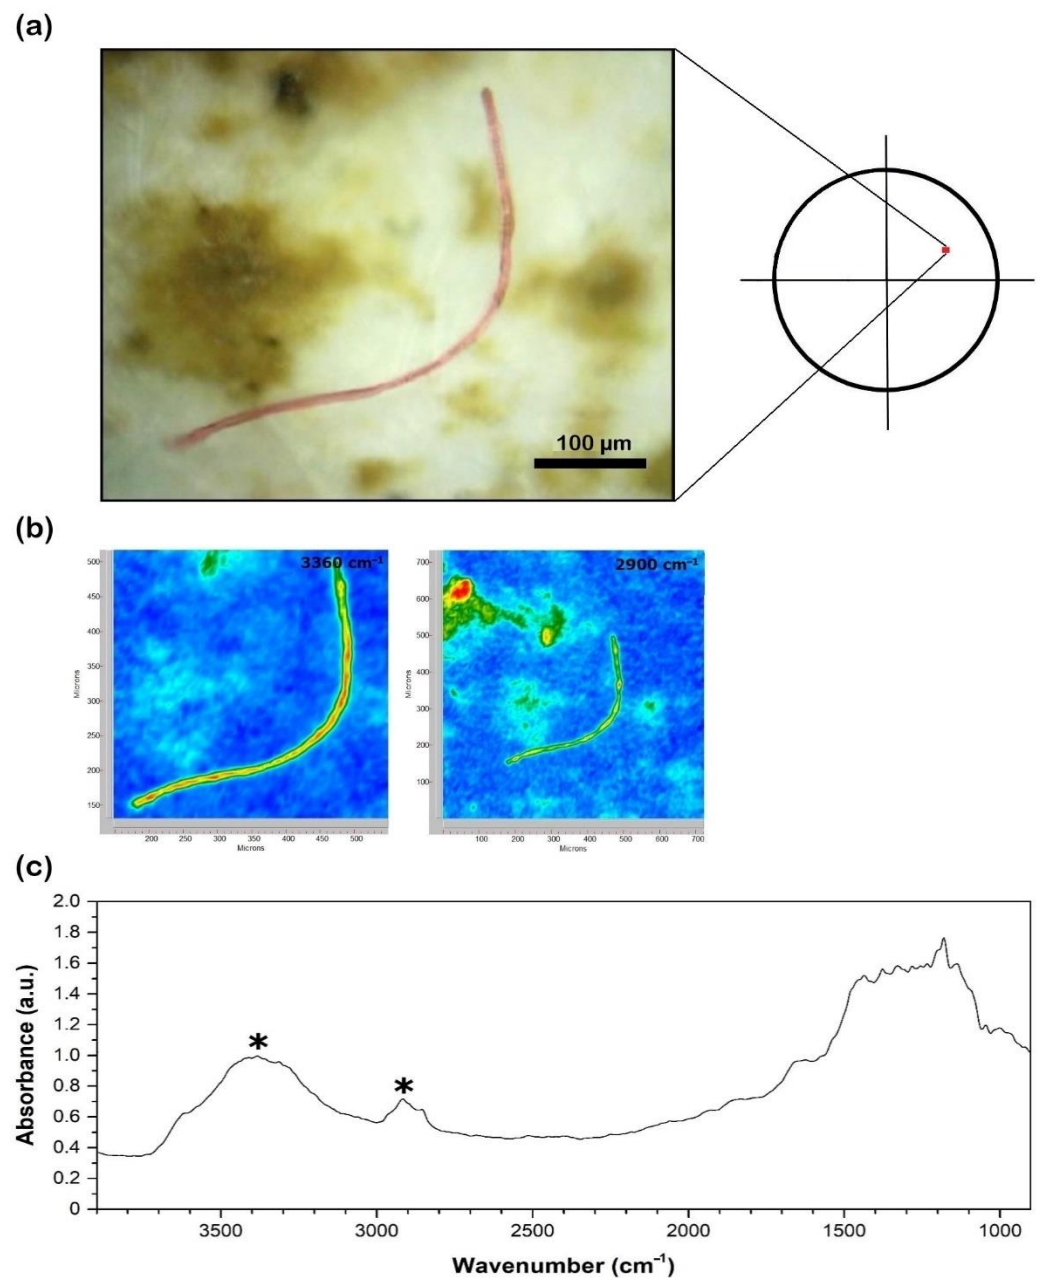 (a)
100 µm
(b)
3360 cm⁻¹
500
450
400
350
300
250
200
150
Microns
200 250 300 350 400 450 500
Microns
2900 cm⁻¹
700
600
500
400
300
200
100
Microns
100 200 300 400 500 600 700
Microns
(c)
2.0
1.8
1.6
1.4
1.2
1.0
0.8
0.6
0.4
0.2
0
Absorbance (a.u.)
* *
3500 3000 2500 2000 1500 1000
Wavenumber (cm⁻¹)